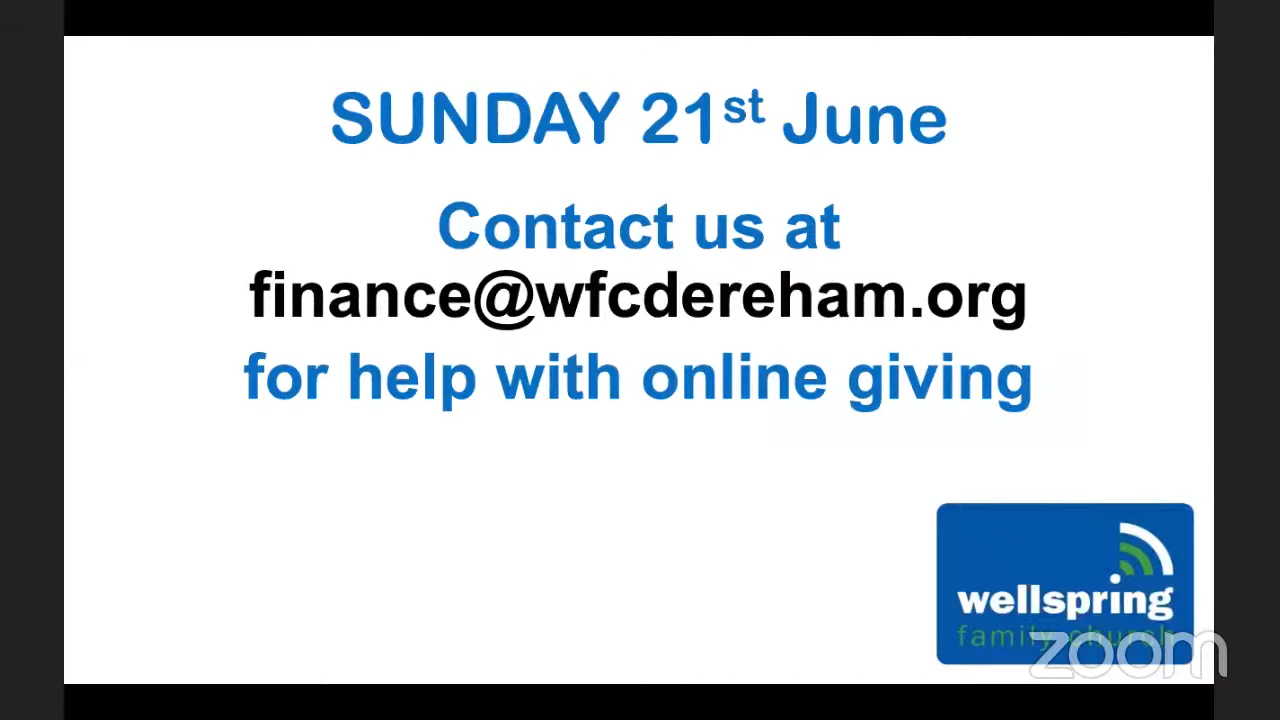 SUNDAY 21st June
Contact us at
finance@wfcdereham.org
for help with online giving
wellspring
family church
zoom